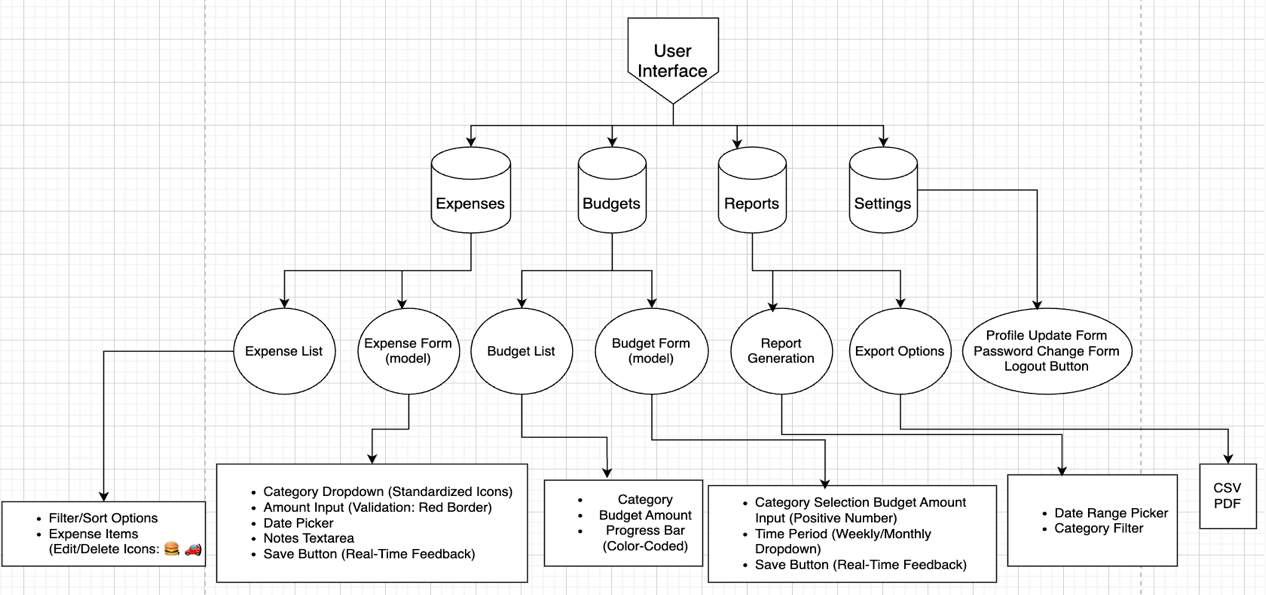 User
Interface
Expenses
Budgets
Reports
Settings
Expense List
Expense Form
(model)
Budget List
Budget Form
(model)
Report
Generation
Export Options
Profile Update Form
Password Change Form
Logout Button
• Filter/Sort Options
• Expense Items
(Edit/Delete Icons: 🍔 🚗
• Category Dropdown (Standardized Icons)
• Amount Input (Validation: Red Border)
• Date Picker
• Notes Textarea
• Save Button (Real-Time Feedback)
• Category
• Budget Amount
• Progress Bar
(Color-Coded)
• Category Selection Budget Amount
Input (Positive Number)
• Time Period (Weekly/Monthly
Dropdown)
• Save Button (Real-Time Feedback)
• Date Range Picker
• Category Filter
CSV
PDF